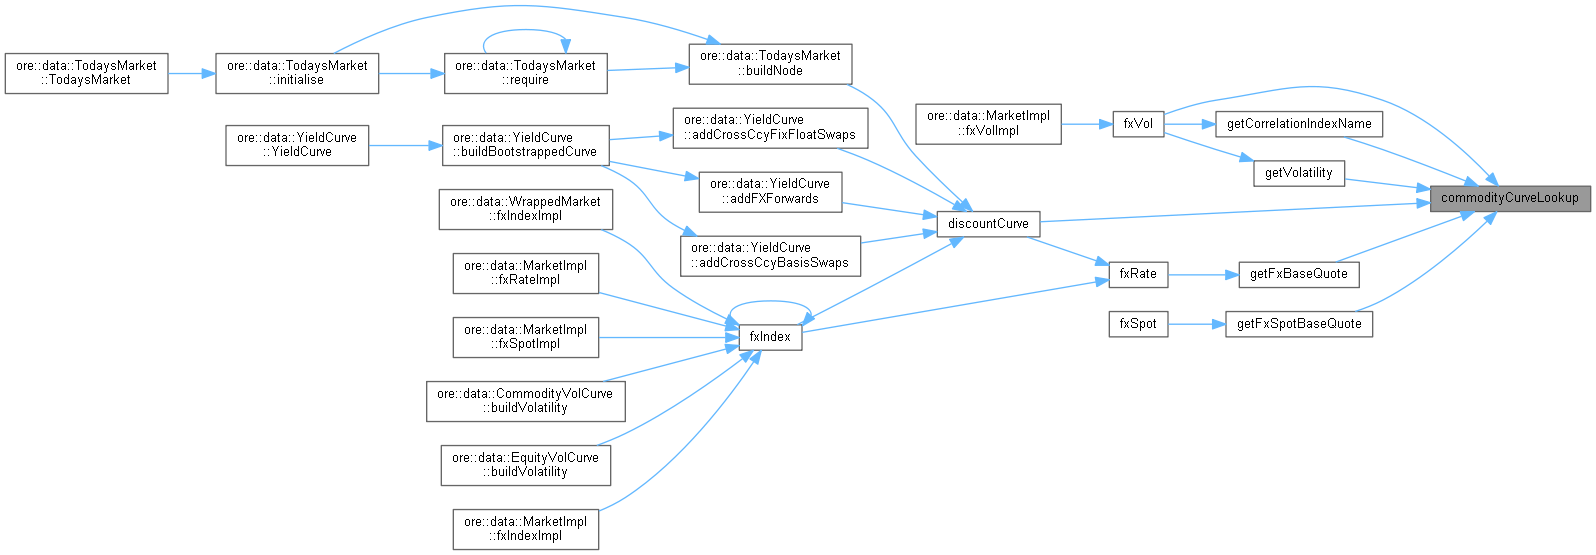 ore::data::TodaysMarket
::TodaysMarket
ore::data::TodaysMarket
::initialise
ore::data::TodaysMarket
::require
ore::data::TodaysMarket
::buildNode
ore::data::YieldCurve
::YieldCurve
ore::data::YieldCurve
::buildBootstrappedCurve
ore::data::YieldCurve
::addCrossCcyFixFloatSwaps
ore::data::YieldCurve
::addFXForwards
ore::data::YieldCurve
::addCrossCcyBasisSwaps
ore::data::WrappedMarket
::fxIndexImpl
ore::data::MarketImpl
::fxRateImpl
ore::data::MarketImpl
::fxSpotImpl
ore::data::CommodityVolCurve
::buildVolatility
ore::data::EquityVolCurve
::buildVolatility
ore::data::MarketImpl
::fxIndexImpl
fxIndex
discountCurve
ore::data::MarketImpl
::fxVolImpl
fxVol
getCorrelationIndexName
getVolatility
commodityCurveLookup
fxRate
getFxBaseQuote
fxSpot
getFxSpotBaseQuote